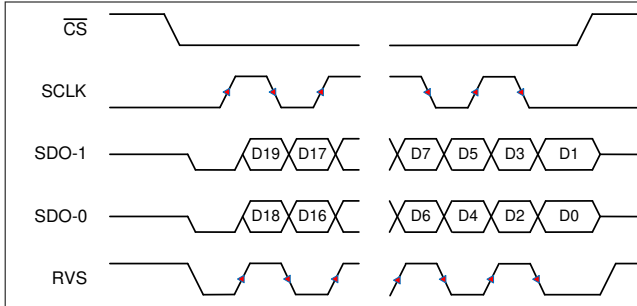 CS
SCLK
SDO-1 D19 D17 D7 D5 D3 D1
SDO-0 D18 D16 D6 D4 D2 D0
RVS